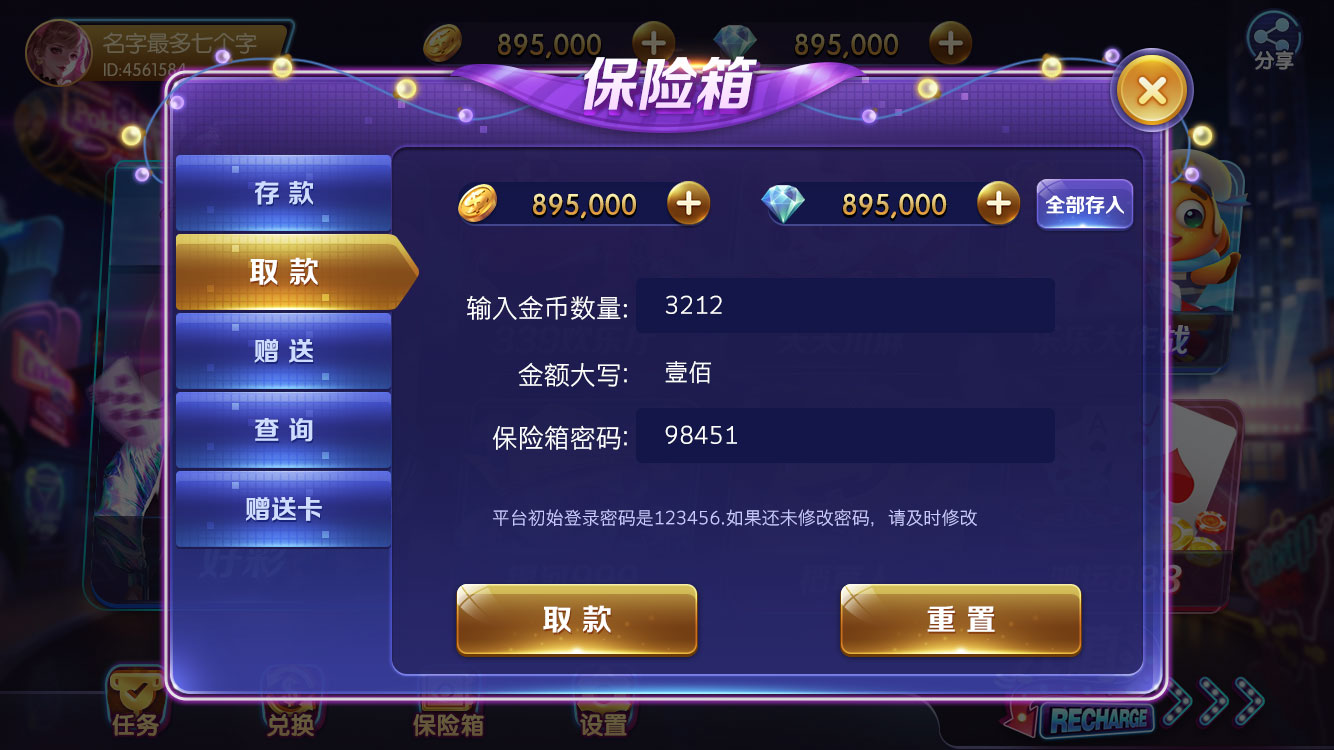 名字最多七个字
ID:4561584
895,000
895,000
分享
保险箱
存款
取款
赠送
查询
赠送卡
895,000
895,000
全部存入
输入金币数量: 3212
金额大写: 壹佰
保险箱密码: 98451
平台初始登录密码是123456.如果还未修改密码，请及时修改
取款
重置
任务
兑换
保险箱
设置
RECHARGE